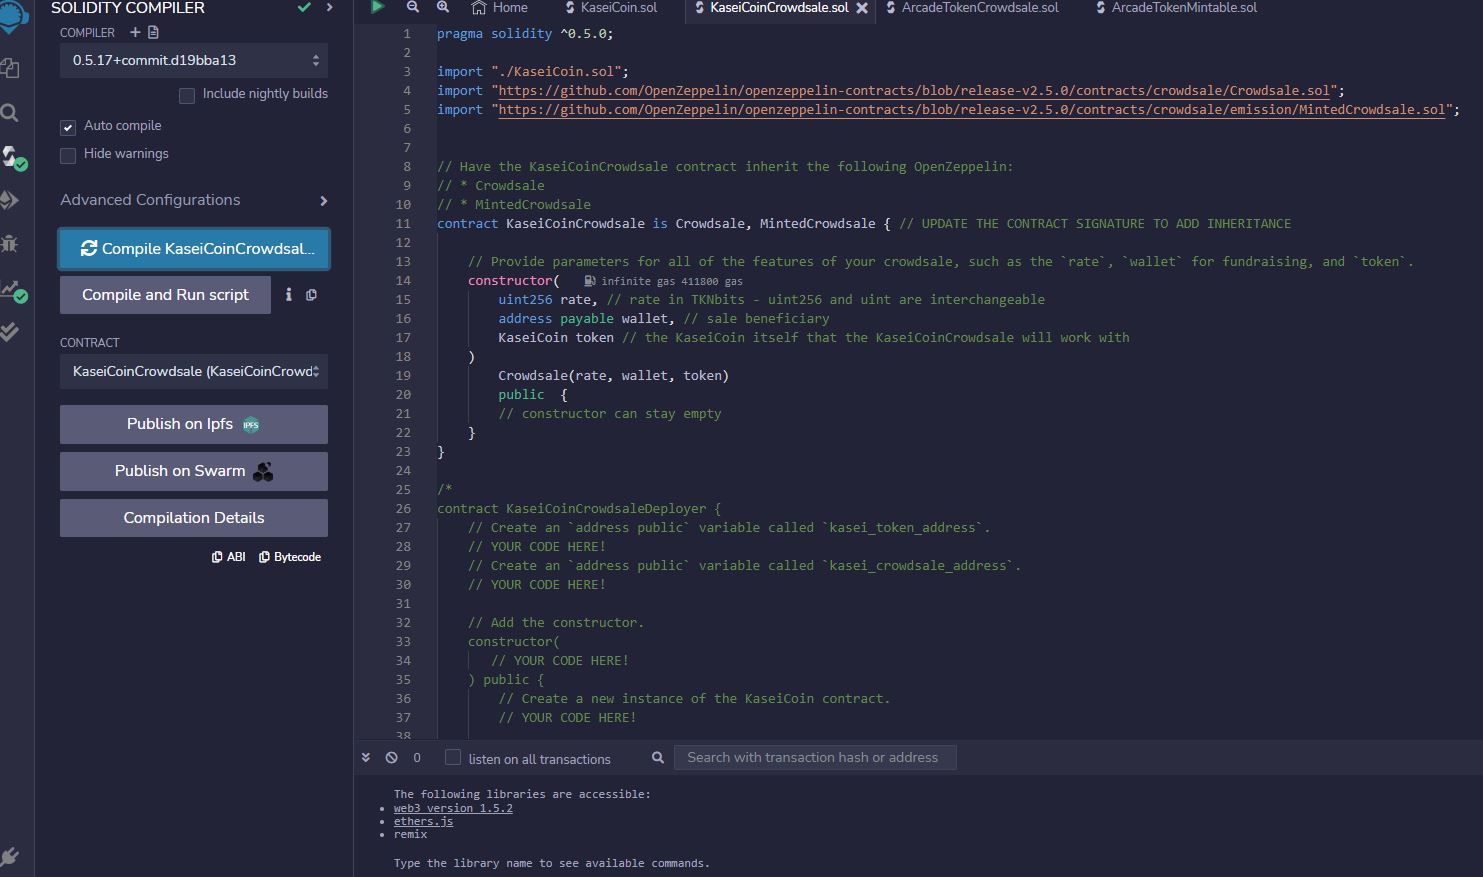 SOLIDITY COMPILER
COMPILER
0.5.17+commit.d19bba13
Include nightly builds
Auto compile
Hide warnings
Advanced Configurations
Compile KaseiCoinCrowdsal...
Compile and Run script
CONTRACT
KaseiCoinCrowdsale (KaseiCoinCrowd
Publish on Ipfs IPFS
Publish on Swarm
Compilation Details
ABI Bytecode
Home KaseiCoin.sol KaseiCoinCrowdsale.sol ArcadeTokenCrowdsale.sol ArcadeTokenMintable.sol
1 pragma solidity ^0.5.0;
2
3 import "./KaseiCoin.sol";
4 import "https://github.com/OpenZeppelin/openzeppelin-contracts/blob/release-v2.5.0/contracts/crowdsale/Crowdsale.sol";
5 import "https://github.com/OpenZeppelin/openzeppelin-contracts/blob/release-v2.5.0/contracts/crowdsale/emission/MintedCrowdsale.sol";
6
7
8 // Have the KaseiCoinCrowdsale contract inherit the following OpenZeppelin:
9 // * Crowdsale
10 // * MintedCrowdsale
11 contract KaseiCoinCrowdsale is Crowdsale, MintedCrowdsale { // UPDATE THE CONTRACT SIGNATURE TO ADD INHERITANCE
12
13 // Provide parameters for all of the features of your crowdsale, such as the `rate`, `wallet` for fundraising, and `token`.
14 constructor( infinite gas 411800 gas
15 uint256 rate, // rate in TKNbits - uint256 and uint are interchangeable
16 address payable wallet, // sale beneficiary
17 KaseiCoin token // the KaseiCoin itself that the KaseiCoinCrowdsale will work with
18 )
19 Crowdsale(rate, wallet, token)
20 public {
21 // constructor can stay empty
22 }
23 }
24
25 /*
26 contract KaseiCoinCrowdsaleDeployer {
27 // Create an `address public` variable called `kasei_token_address`.
28 // YOUR CODE HERE!
29 // Create an `address public` variable called `kasei_crowdsale_address`.
30 // YOUR CODE HERE!
31
32 // Add the constructor.
33 constructor(
34 // YOUR CODE HERE!
35 ) public {
36 // Create a new instance of the KaseiCoin contract.
37 // YOUR CODE HERE!
38
0 listen on all transactions Search with transaction hash or address
The following libraries are accessible:
• web3 version 1.5.2
• ethers.js
• remix
Type the library name to see available commands.